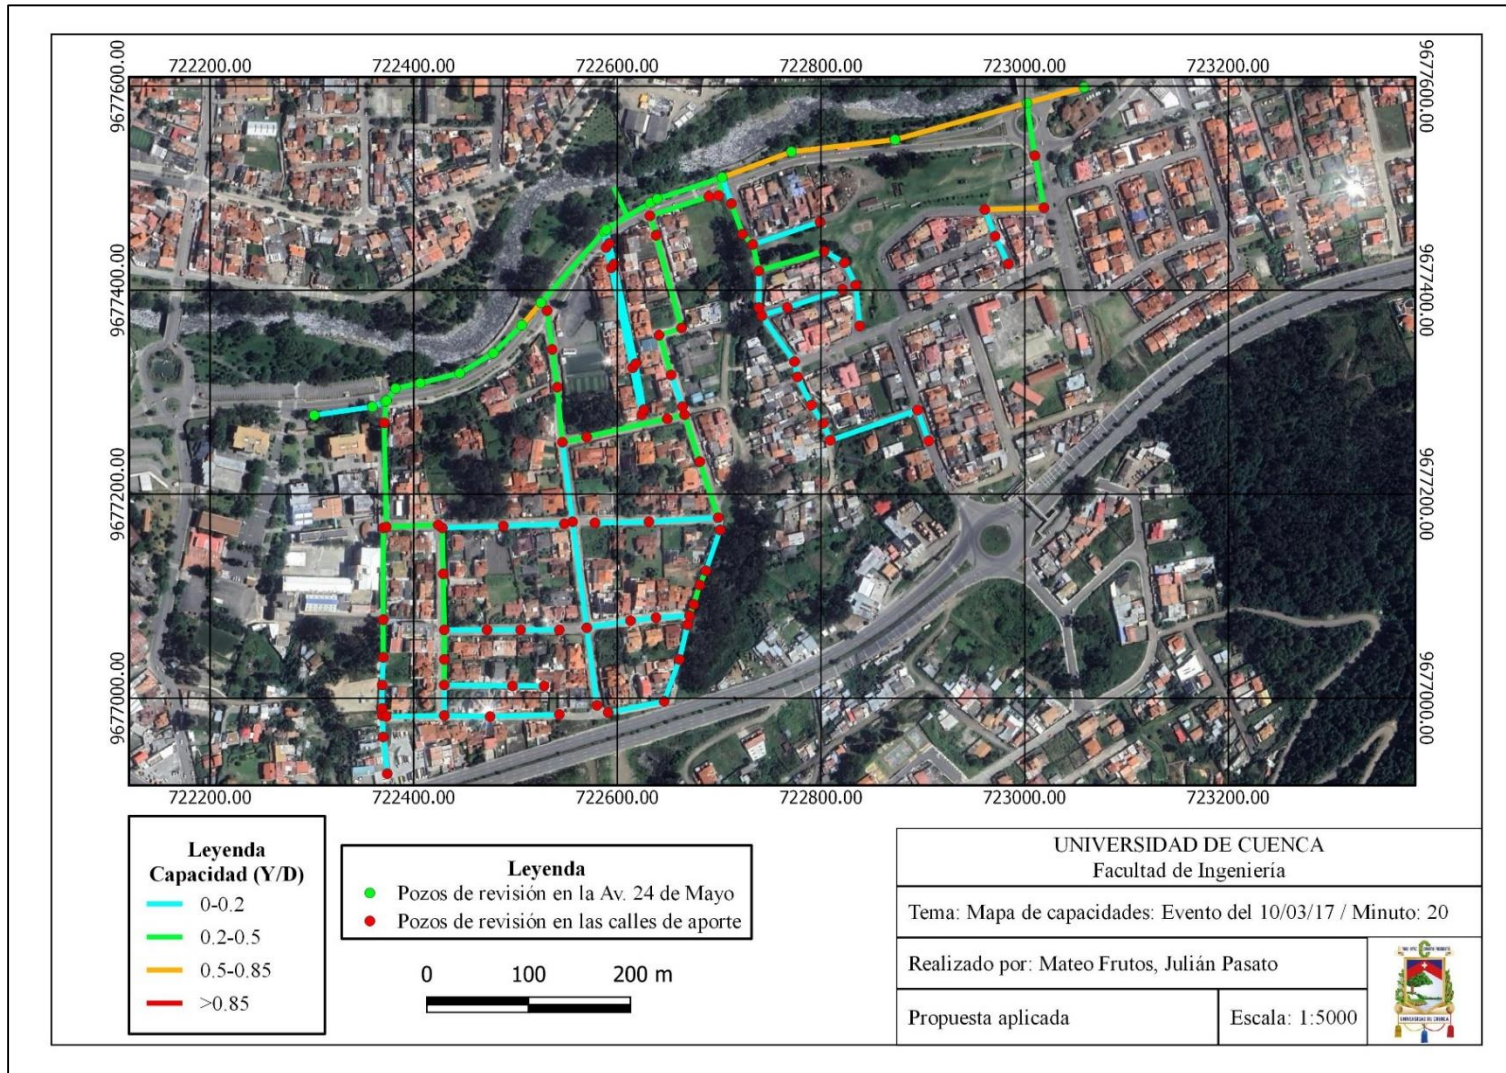 722200.00 722400.00 722600.00 722800.00 723000.00 723200.00
9677600.00 9677600.00
9677400.00 9677400.00
9677200.00 9677200.00
9677000.00 9677000.00
722200.00 722400.00 722600.00 722800.00 723000.00 723200.00
Leyenda
Capacidad (Y/D)
0-0.2
0.2-0.5
0.5-0.85
>0.85
Leyenda
Pozos de revisión en la Av. 24 de Mayo
Pozos de revisión en las calles de aporte
0 100 200 m
UNIVERSIDAD DE CUENCA
Facultad de Ingeniería
Tema: Mapa de capacidades: Evento del 10/03/17 / Minuto: 20
Realizado por: Mateo Frutos, Julián Pasato
Propuesta aplicada
Escala: 1:5000
UNIVERSIDAD DE CUENCA